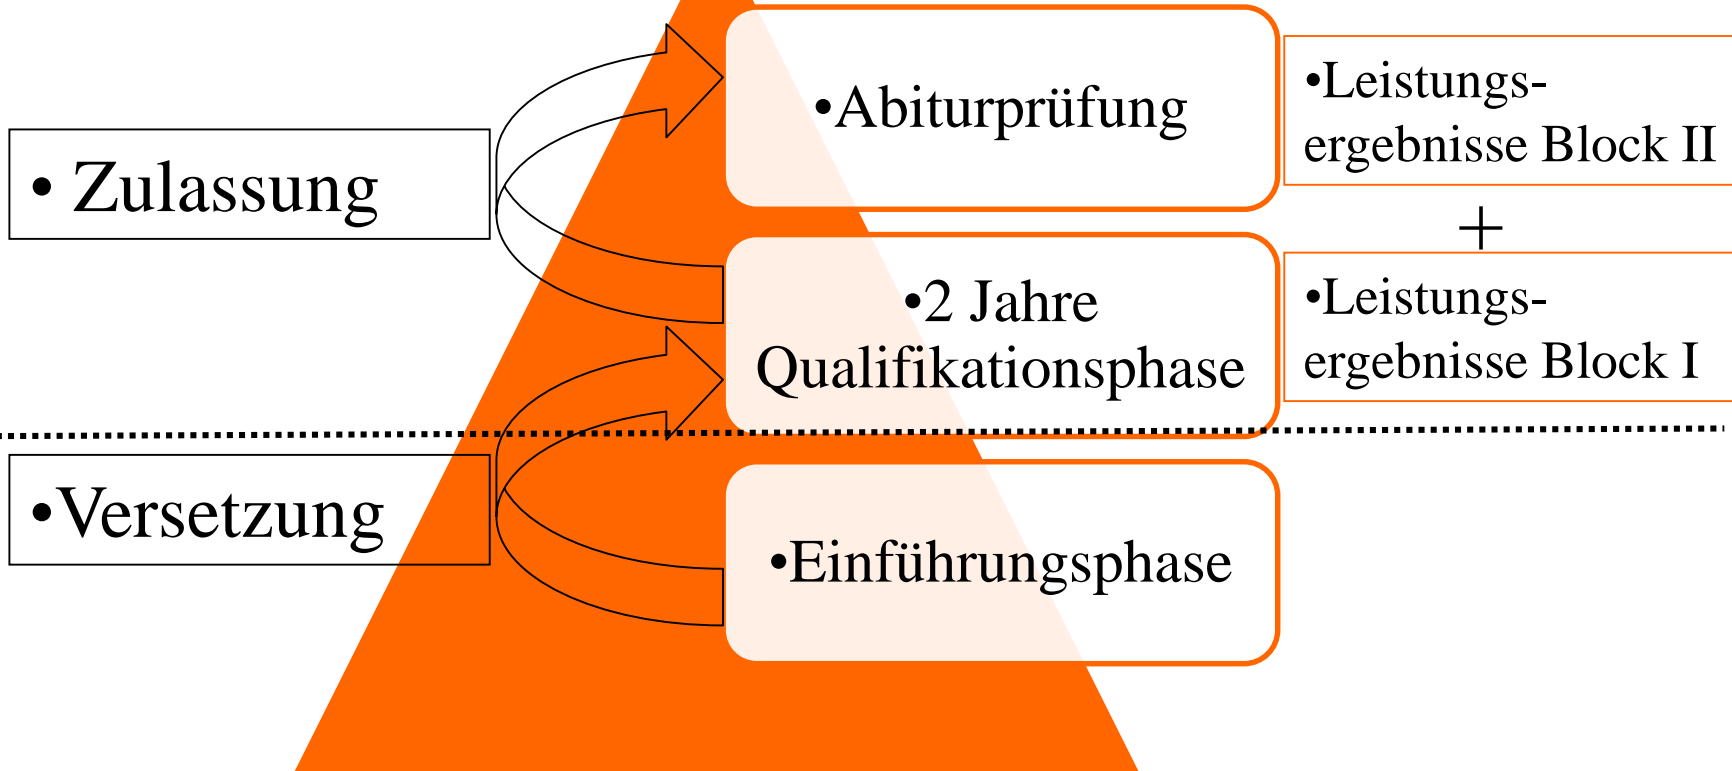 •Abiturprüfung
•Leistungs-
ergebnisse Block II
• Zulassung
+
•2 Jahre
Qualifikationsphase
•Leistungs-
ergebnisse Block I
•Versetzung
•Einführungsphase